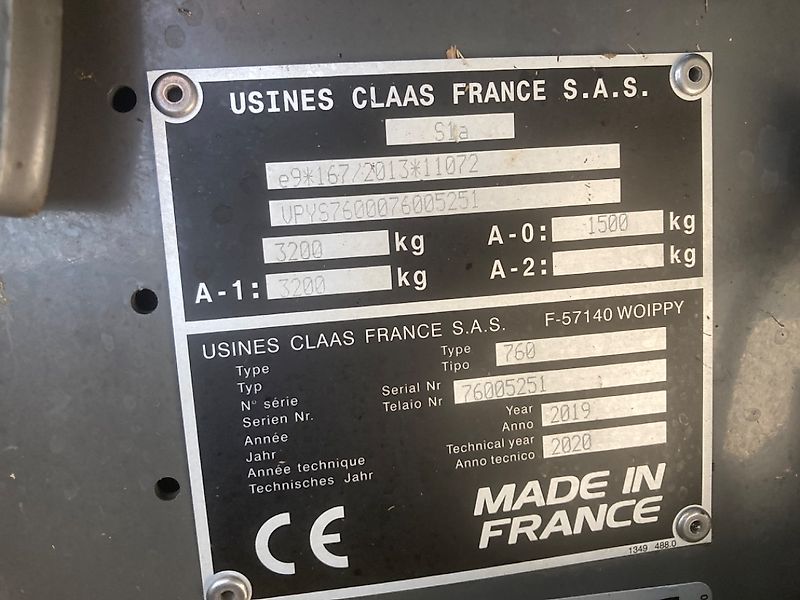 USINES CLAAS FRANCE S.A.S.
S1a
e9*167/2013*11072
VPYS7600076005251
3200 kg A-0: 1500 kg
A-1: 3200 kg A-2: kg
USINES CLAAS FRANCE S.A.S. F-57140 WOIPPY
Type Type 760
Typ Tipo
N° série Serial Nr 76005251
Serien Nr. Telaio Nr
Année Year 2019
Jahr Anno
Année technique Technical year 2020
Technisches Jahr Anno tecnico
CE MADE IN
FRANCE
1349 488.0